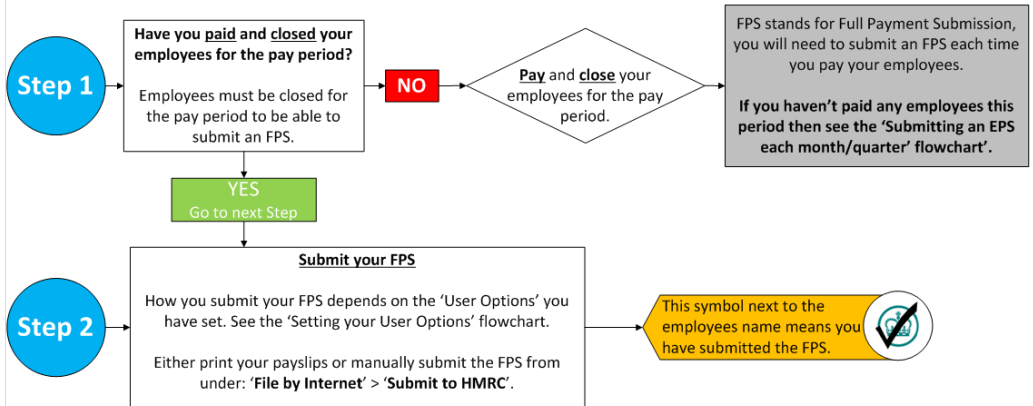 Step 1
Have you paid and closed your
employees for the pay period?
Employees must be closed for
the pay period to be able to
submit an FPS.
NO
Pay and close your
employees for the pay
period.
FPS stands for Full Payment Submission,
you will need to submit an FPS each time
you pay your employees.
If you haven’t paid any employees this
period then see the ‘Submitting an EPS
each month/quarter’ flowchart’.
YES
Go to next Step
Step 2
Submit your FPS
How you submit your FPS depends on the ‘User Options’ you
have set. See the ‘Setting your User Options’ flowchart.
Either print your payslips or manually submit the FPS from
under: ‘File by Internet’ > ‘Submit to HMRC’.
This symbol next to the
employees name means you
have submitted the FPS.